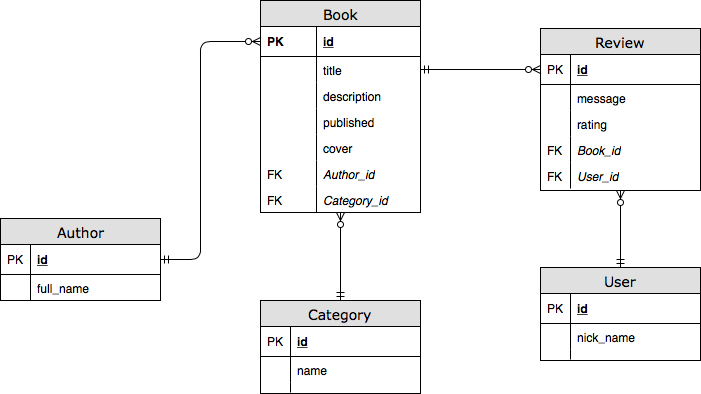 Book
PK id
title
description
published
cover
FK Author_id
FK Category_id
Review
PK id
message
rating
FK Book_id
FK User_id
Author
PK id
full_name
Category
PK id
name
User
PK id
nick_name